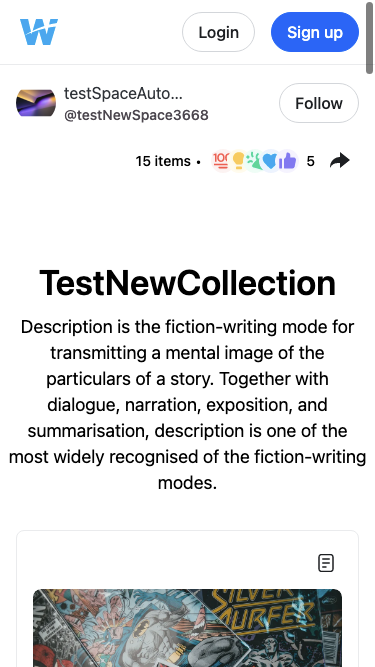 Login
Sign up
testSpaceAuto...
@testNewSpace3668
Follow
15 items • 100 5
TestNewCollection
Description is the fiction-writing mode for
transmitting a mental image of the
particulars of a story. Together with
dialogue, narration, exposition, and
summarisation, description is one of the
most widely recognised of the fiction-writing
modes.
SILVER
SURFER